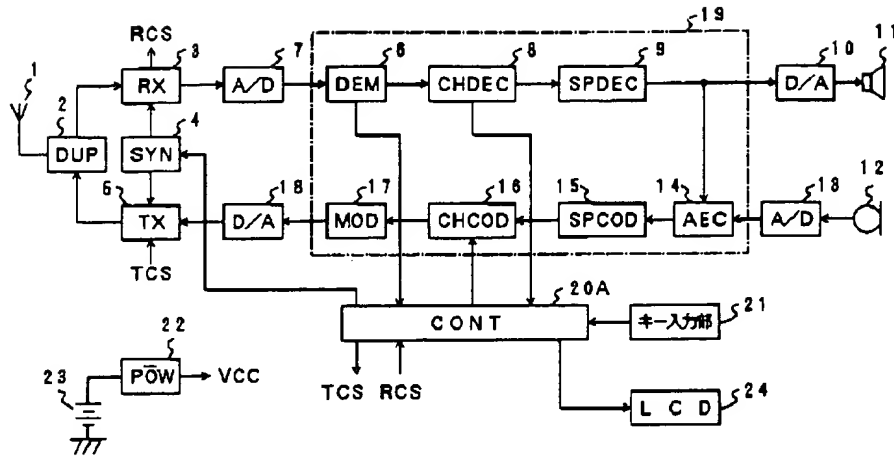 RCS 3 7 6 8 9 19 10 11
1 RX A/D DEM CHDEC SPDEC D/A
2 4
DUP SYN
5 18 17 16 15 14 13 12
TX D/A MOD CHCOD SPCOD AEC A/D
TCS
20A
CONT
21
キー入力部
22
POW VCC
23
TCS RCS
24
LCD